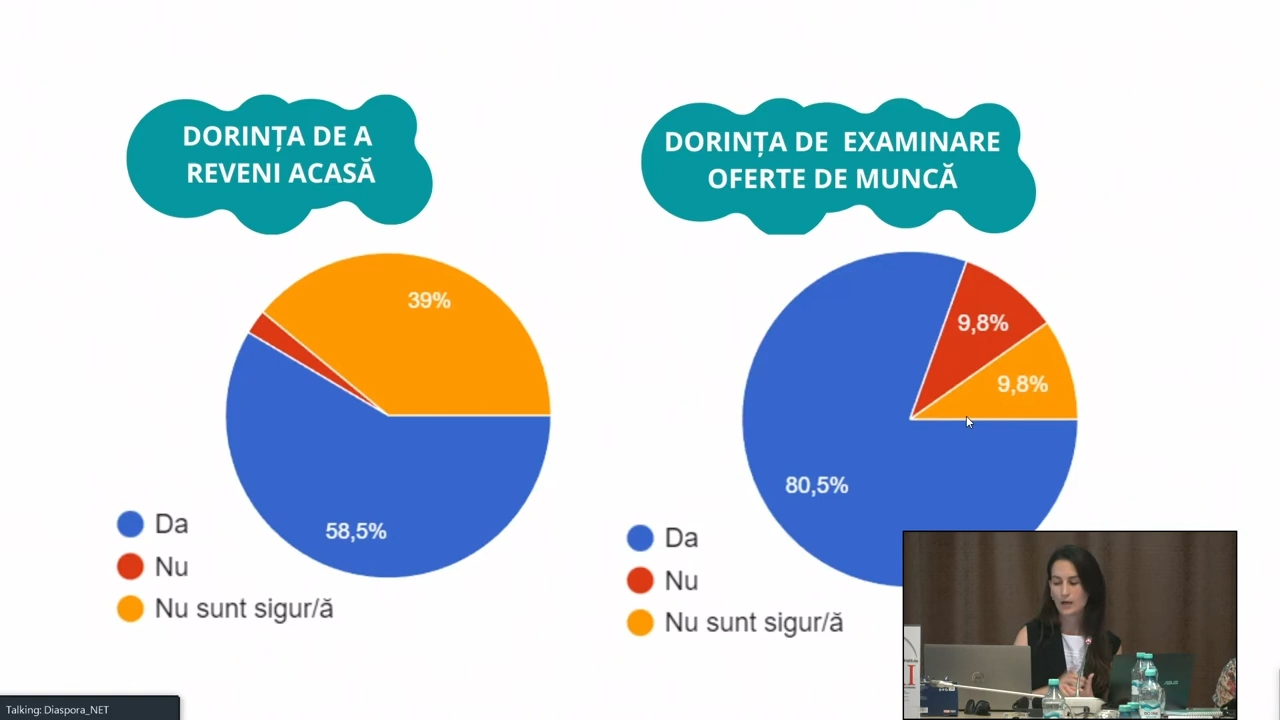 DORINȚA DE A
REVENI ACASĂ
39%
58,5%
Da
Nu
Nu sunt sigur/ă
DORINȚA DE EXAMINARE
OFERTE DE MUNCĂ
9,8%
9,8%
80,5%
Da
Nu
Nu sunt sigur/ă
Talking: Diaspora_NET